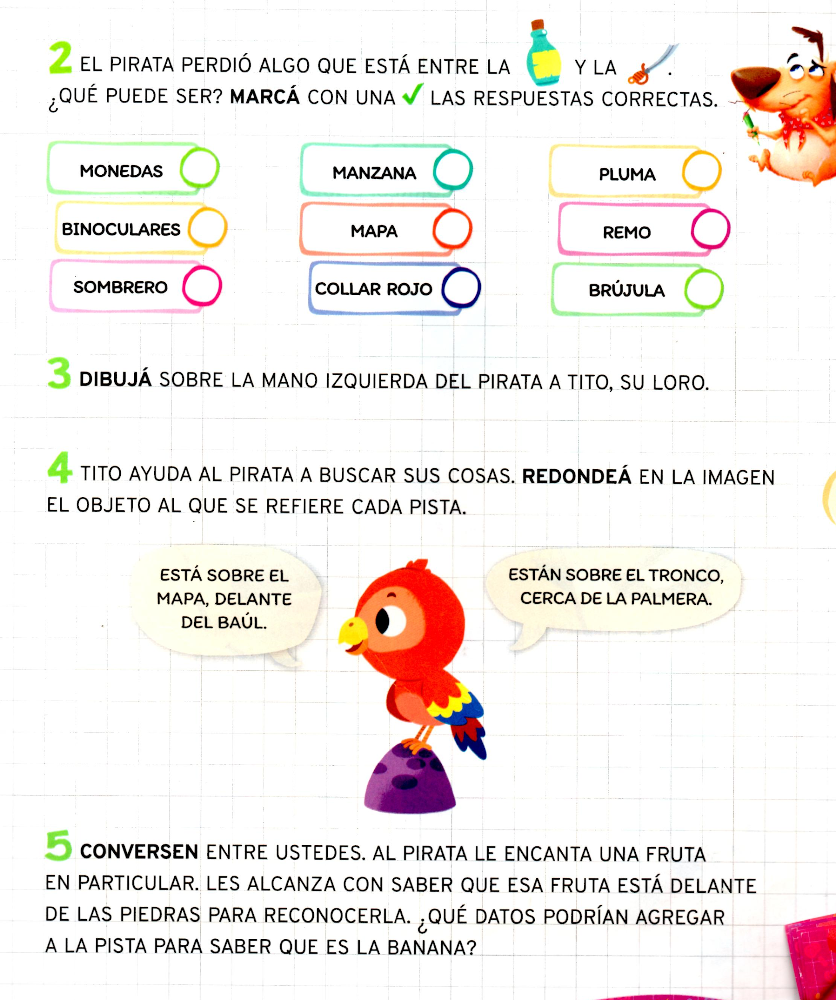 2 EL PIRATA PERDIÓ ALGO QUE ESTÁ ENTRE LA Y LA .
¿QUÉ PUEDE SER? MARCÁ CON UNA ✓ LAS RESPUESTAS CORRECTAS.
MONEDAS
MANZANA
PLUMA
BINOCULARES
MAPA
REMO
SOMBRERO
COLLAR ROJO
BRÚJULA
3 DIBUJÁ SOBRE LA MANO IZQUIERDA DEL PIRATA A TITO, SU LORO.
4 TITO AYUDA AL PIRATA A BUSCAR SUS COSAS. REDONDEÁ EN LA IMAGEN
EL OBJETO AL QUE SE REFIERE CADA PISTA.
ESTÁ SOBRE EL
MAPA, DELANTE
DEL BAÚL.
ESTÁN SOBRE EL TRONCO,
CERCA DE LA PALMERA.
5 CONVERSEN ENTRE USTEDES. AL PIRATA LE ENCANTA UNA FRUTA
EN PARTICULAR. LES ALCANZA CON SABER QUE ESA FRUTA ESTÁ DELANTE
DE LAS PIEDRAS PARA RECONOCERLA. ¿QUÉ DATOS PODRÍAN AGREGAR
A LA PISTA PARA SABER QUE ES LA BANANA?